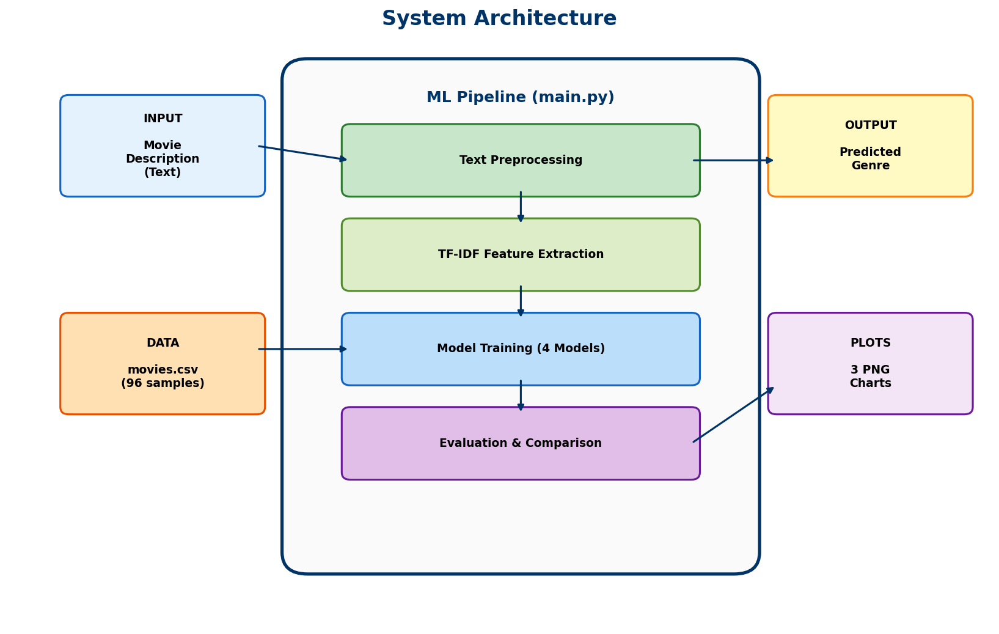 System Architecture
ML Pipeline (main.py)
INPUT
Movie
Description
(Text)
Text Preprocessing
OUTPUT
Predicted
Genre
TF-IDF Feature Extraction
DATA
movies.csv
(96 samples)
Model Training (4 Models)
PLOTS
3 PNG
Charts
Evaluation & Comparison